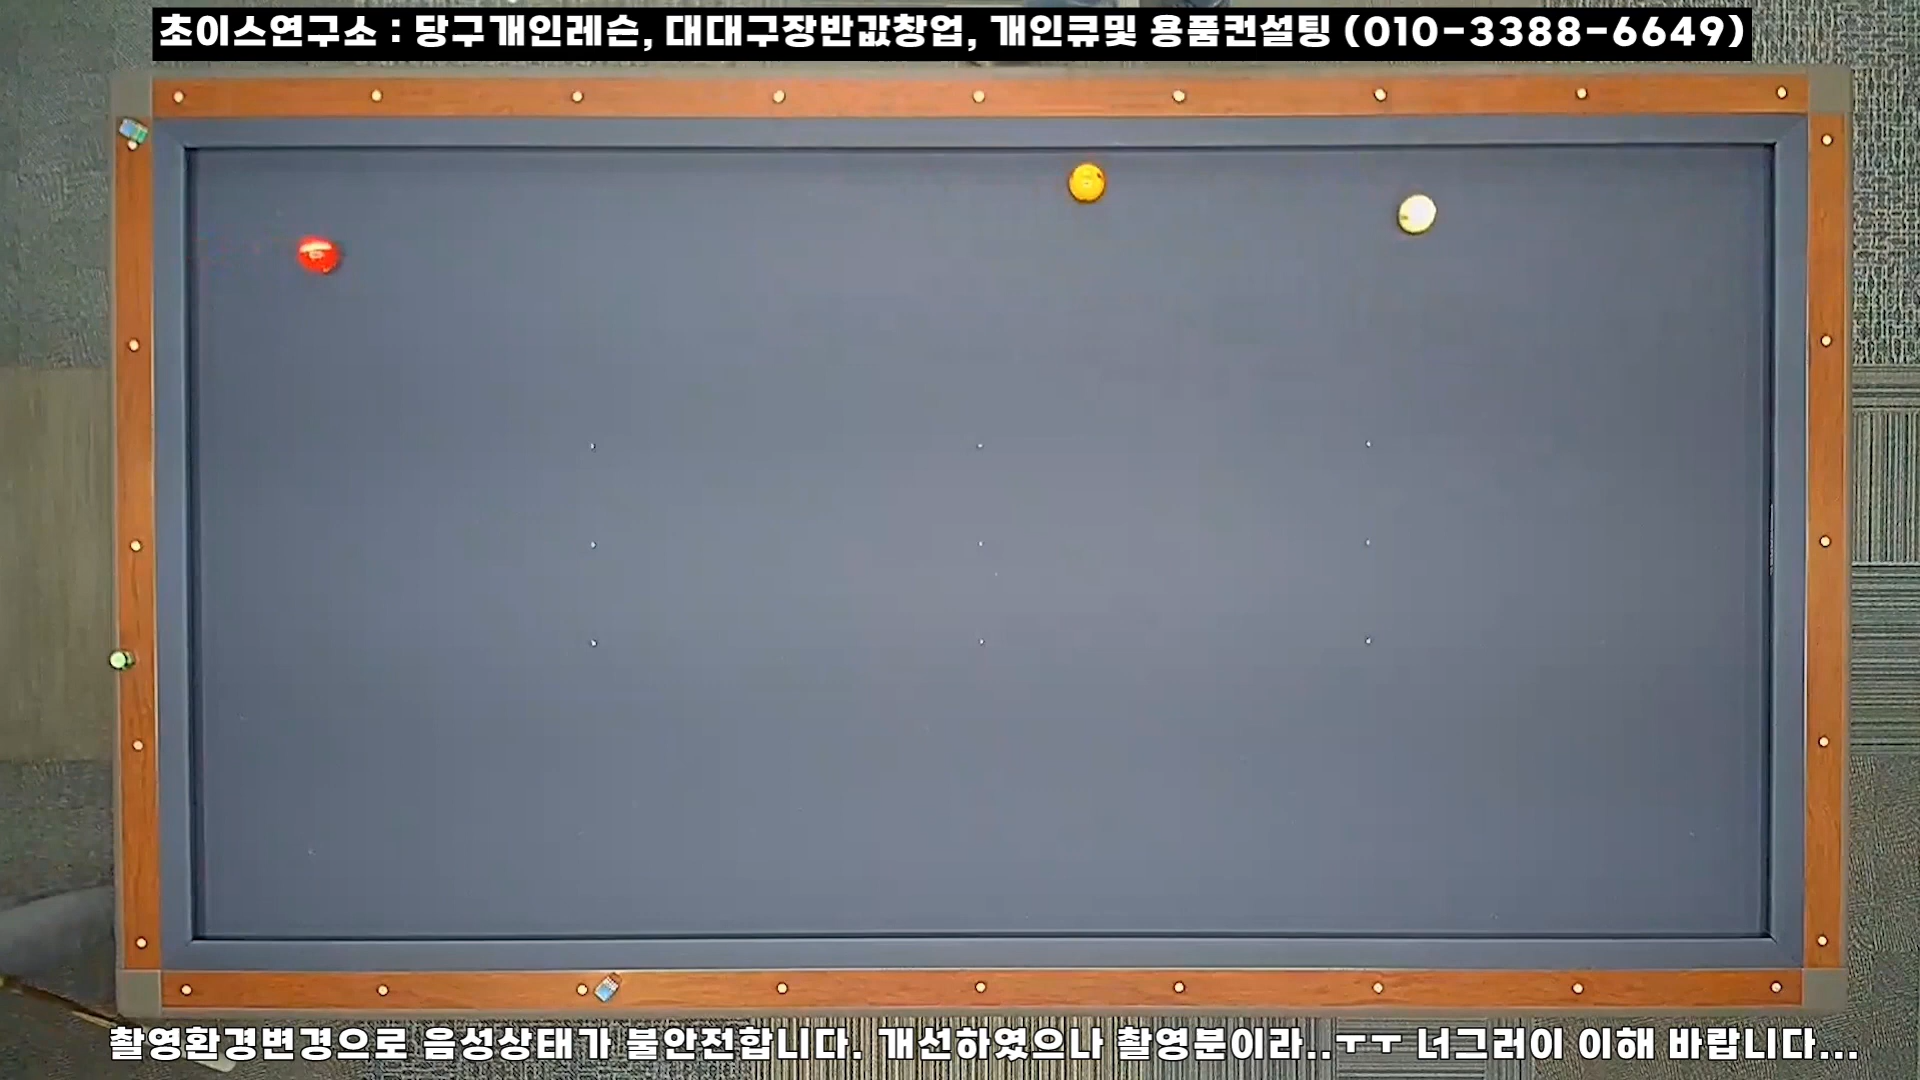 초이스연구소 : 당구개인레슨, 대대구장반값창업, 개인큐및 용품컨설팅 (010-3388-6649)
촬영환경변경으로 음성상태가 불안전합니다. 개선하였으나 촬영분이라..ㅜㅜ 너그러이 이해 바랍니다...